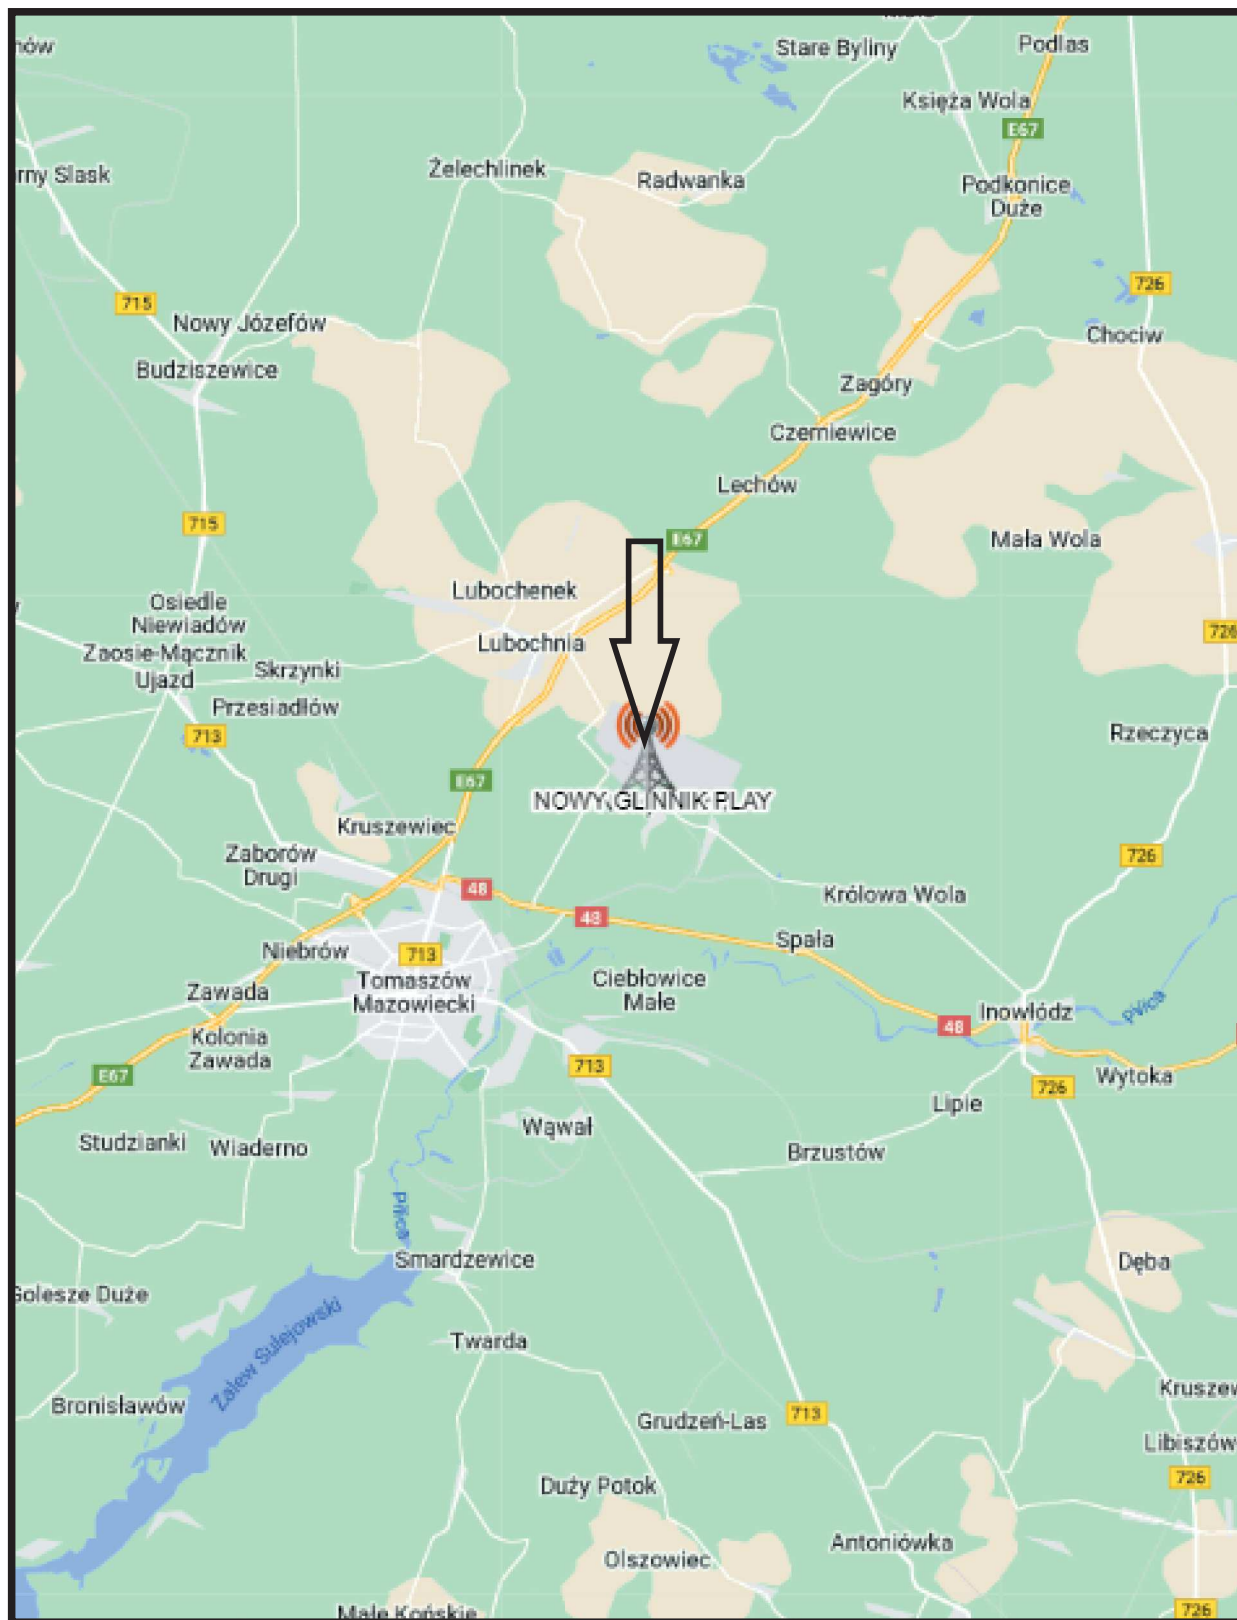 Stare Byliny
Podlas
Księża Wola
E67
Żelechlinek
Radwanka
Podkonice
Duże
715
726
Nowy Józefów
Chociw
Budziszewice
Zagóry
Czerniewice
Lechów
715
E67
Mała Wola
Lubochenek
Osiedle
Niewiadów
726
Lubochnia
Zaosie-Mącznik
Skrzynki
Ujazd
Przesiadłów
713
Rzeczyca
E67
NOWY GLINNIK-PLAY
Kruszewiec
Zaborów
Drugi
726
48
Królowa Wola
48
Spała
Niebrów
713
Tomaszów
Mazowiecki
Ciebłowice
Małe
Zawada
Pilica
Inowłódz
48
Kolonia
Zawada
E67
713
Wytoka
726
Lipie
Wąwał
Studzianki
Wiaderno
Brzustów
Pilica
Smardzewice
Dęba
Golesze Duże
Zalew Sulejowski
Twarda
Bronisławów
Kruszew
Grudzeń-Las
713
Libiszów
726
Duży Potok
Antoniówka
Olszowiec
Małe Końskie
726